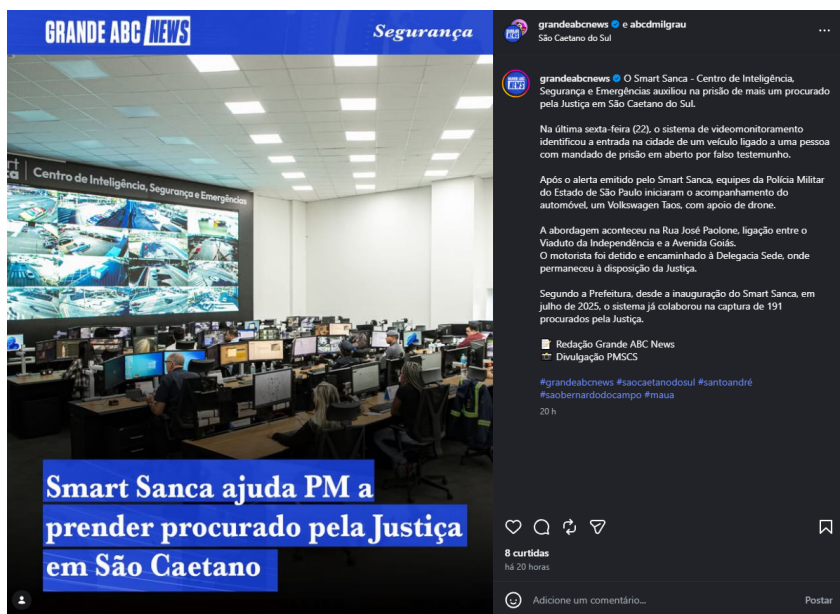 GRANDE ABC NEWS
Segurança
Centro de Inteligência, Segurança e Emergências
Smart Sanca ajuda PM a
prender procurado pela Justiça
em São Caetano
grandeabcnews e abcdmilgrau
São Caetano do Sul
grandeabcnews O Smart Sanca - Centro de Inteligência,
Segurança e Emergências auxiliou na prisão de mais um procurado
pela Justiça em São Caetano do Sul.
Na última sexta-feira (22), o sistema de videomonitoramento
identificou a entrada na cidade de um veículo ligado a uma pessoa
com mandado de prisão em aberto por falso testemunho.
Após o alerta emitido pelo Smart Sanca, equipes da Polícia Militar
do Estado de São Paulo iniciaram o acompanhamento do
automóvel, um Volkswagen Taos, com apoio de drone.
A abordagem aconteceu na Rua José Paolone, ligação entre o
Viaduto da Independência e a Avenida Goiás.
O motorista foi detido e encaminhado à Delegacia Sede, onde
permaneceu à disposição da Justiça.
Segundo a Prefeitura, desde a inauguração do Smart Sanca, em
julho de 2025, o sistema já colaborou na captura de 191
procurados pela Justiça.
Redação Grande ABC News
Divulgação PMSCS
#grandeabcnews #saocaetanodosul #santoandré
#saobernardodocampo #maua
20 h
8 curtidas
há 20 horas
Adicione um comentário...
Postar